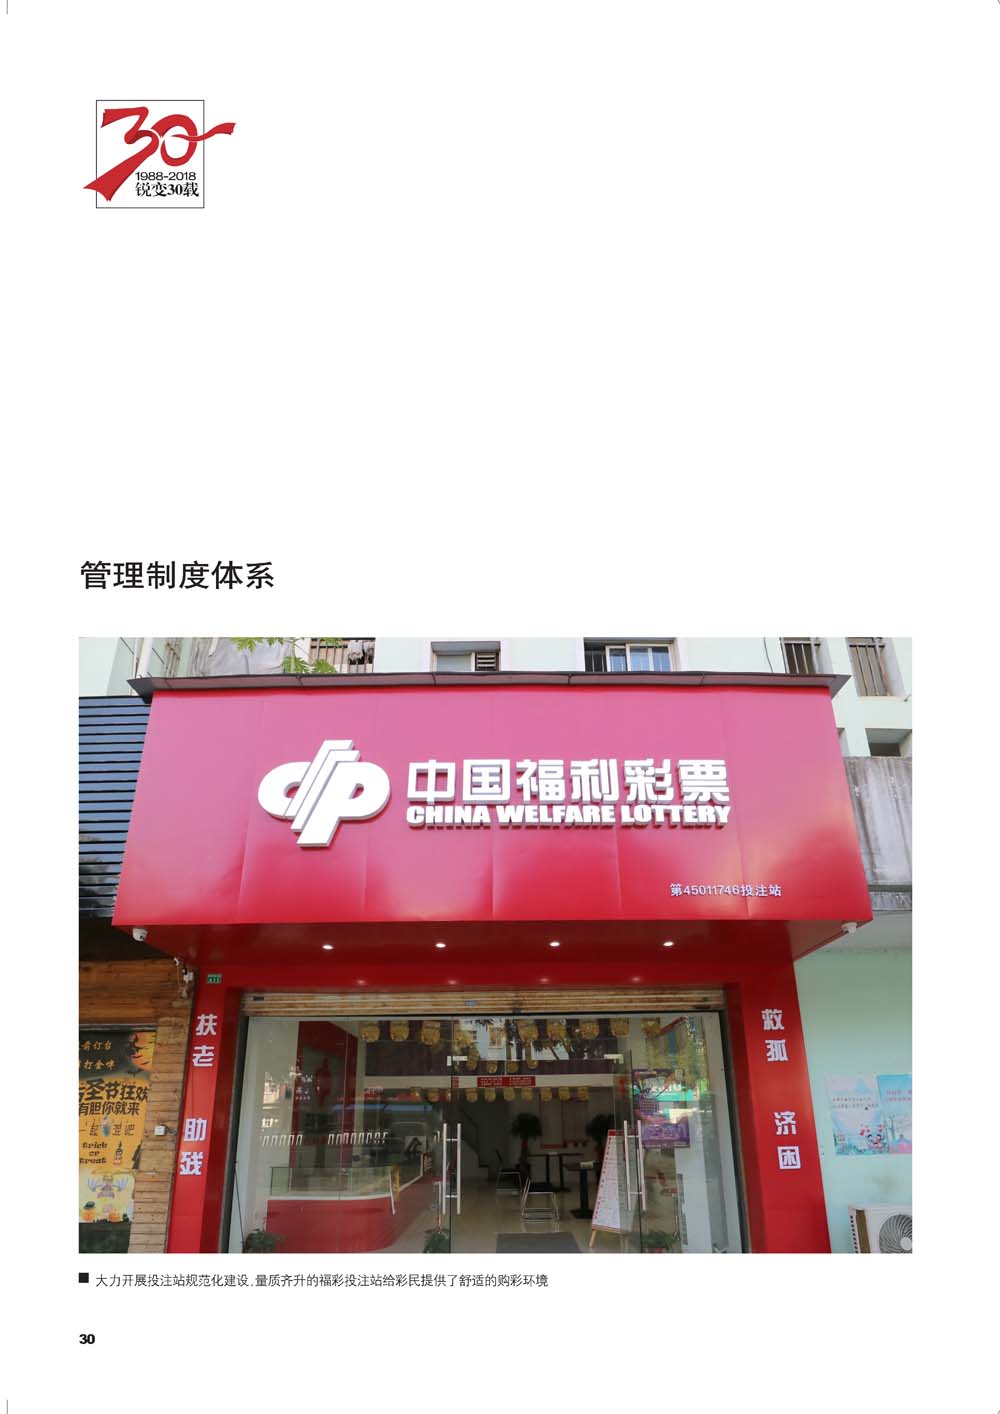 30
1988-2018
锐变30载
管理制度体系
中国福利彩票
CHINA WELFARE LOTTERY
第45011746投注站
扶老 助残
救孤 济困
圣节狂欢
有胆你就来
trick
or
treat
大力开展投注站规范化建设,量质齐升的福彩投注站给彩民提供了舒适的购彩环境
30